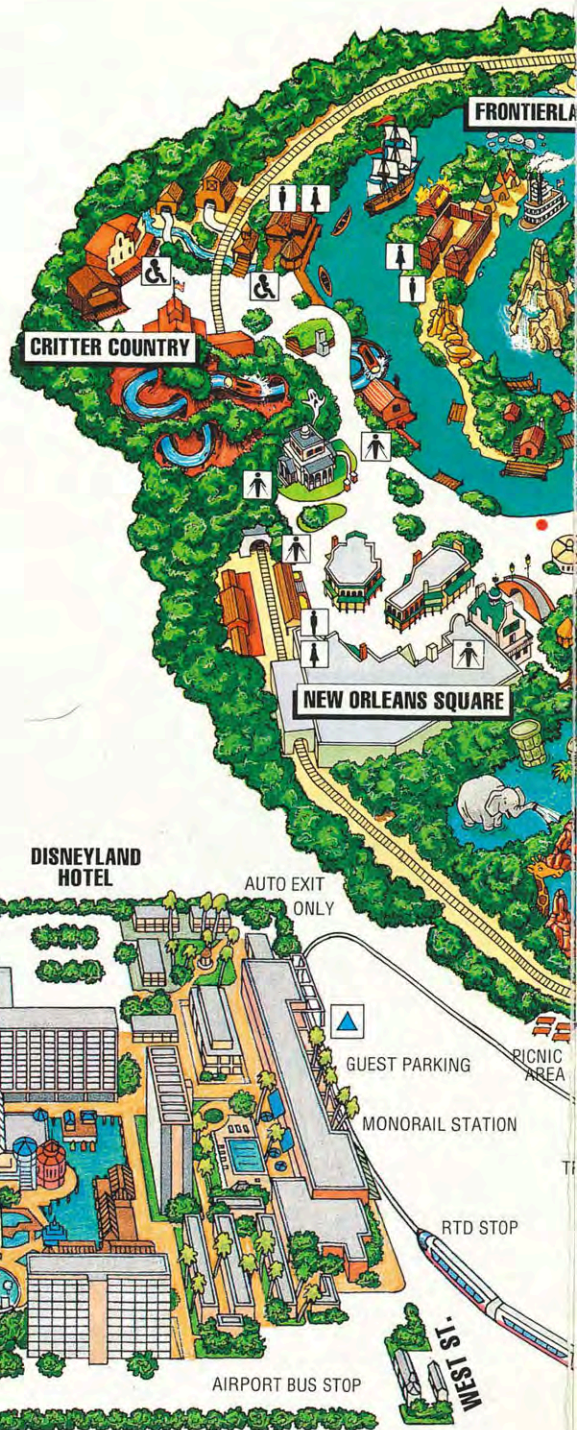 FRONTIERLA
CRITTER COUNTRY
NEW ORLEANS SQUARE
DISNEYLAND
HOTEL
AUTO EXIT
ONLY
GUEST PARKING
PICNIC
AREA
MONORAIL STATION
TR
RTD STOP
WEST ST.
AIRPORT BUS STOP